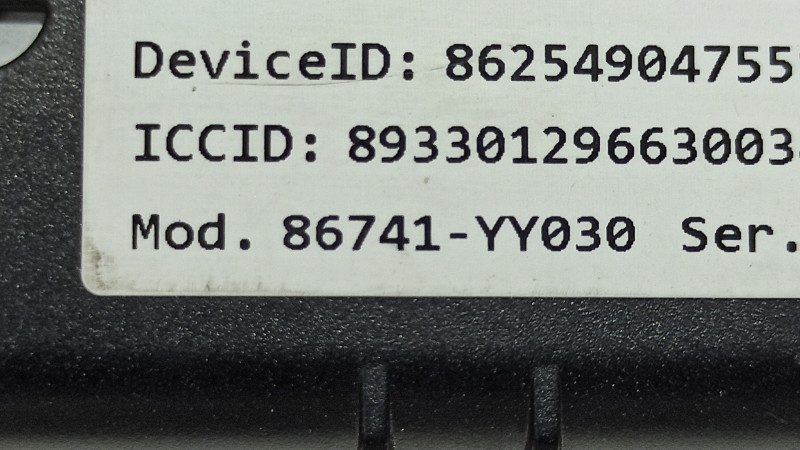 DeviceID: 86254904755
ICCID: 89330129663003
Mod. 86741-YY030 Ser.